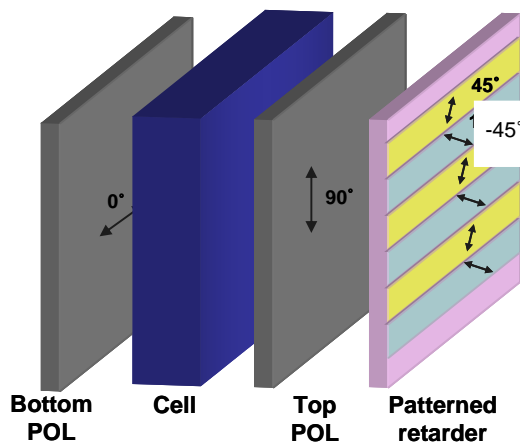 45°
-45°
0°
90°
Bottom
POL
Cell
Top
POL
Patterned
retarder